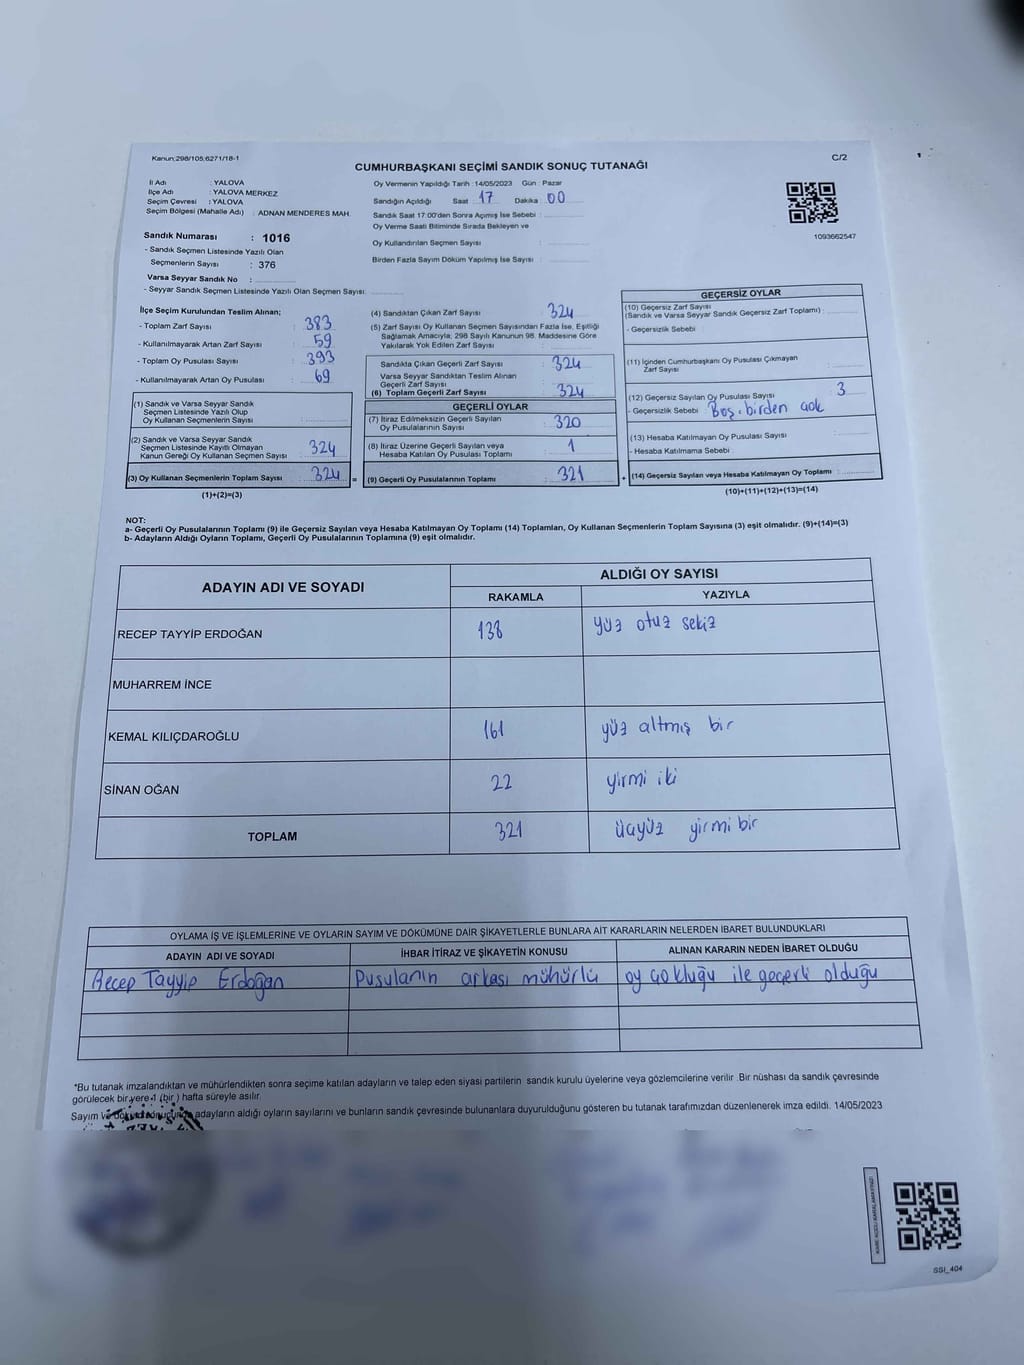 Kanun:298/105,6271/18-1
C/2
CUMHURBAŞKANI SEÇİMİ SANDIK SONUÇ TUTANAĞI
İl Adı : YALOVA
İlçe Adı : YALOVA MERKEZ
Seçim Çevresi : YALOVA
Seçim Bölgesi (Mahalle Adı) : ADNAN MENDERES MAH.
Sandık Numarası : 1016
- Sandık Seçmen Listesinde Yazılı Olan
Seçmenlerin Sayısı : 376
Varsa Seyyar Sandık No :
- Seyyar Sandık Seçmen Listesinde Yazılı Olan Seçmen Sayısı:
Oy Vermenin Yapıldığı Tarih : 14/05/2023 Gün : Pazar
Sandığın Açıldığı Saat 17 Dakika 00
Sandık Saat 17:00'den Sonra Açımış İse Sebebi :
Oy Verme Saati Bitiminde Sırada Bekleyen ve
Oy Kullandırılan Seçmen Sayısı :
Birden Fazla Sayım Döküm Yapılmış İse Sayısı :
1093662547
İlçe Seçim Kurulundan Teslim Alınan;
- Toplam Zarf Sayısı : 383
- Kullanılmayarak Artan Zarf Sayısı : 59
- Toplam Oy Pusulası Sayısı : 393
- Kullanılmayarak Artan Oy Pusulası : 69
(1) Sandık ve Varsa Seyyar Sandık
Seçmen Listesinde Yazılı Olup
Oy Kullanan Seçmenlerin Sayısı :
(2) Sandık ve Varsa Seyyar Sandık
Seçmen Listesinde Kayıtlı Olmayan
Kanun Gereği Oy Kullanan Seçmen Sayısı : 324
(3) Oy Kullanan Seçmenlerin Toplam Sayısı : 324 =
(1)+(2)=(3)
(4) Sandıktan Çıkan Zarf Sayısı : 324
(5) Zarf Sayısı Oy Kullanan Seçmen Sayısından Fazla İse, Eşitliği
Sağlamak Amacıyla; 298 Sayılı Kanunun 98. Maddesine Göre
Yakılarak Yok Edilen Zarf Sayısı :
Sandıkta Çıkan Geçerli Zarf Sayısı : 324
Varsa Seyyar Sandıktan Teslim Alınan
Geçerli Zarf Sayısı :
(6) Toplam Geçerli Zarf Sayısı : 324
GEÇERLİ OYLAR
(7) İtiraz Edilmeksizin Geçerli Sayılan
Oy Pusulalarının Sayısı : 320
(8) İtiraz Üzerine Geçerli Sayılan veya
Hesaba Katılan Oy Pusulası Toplamı : 1
(9) Geçerli Oy Pusulalarının Toplamı : 321 +
GEÇERSİZ OYLAR
(10) Geçersiz Zarf Sayısı
(Sandık ve Varsa Seyyar Sandık Geçersiz Zarf Toplamı) :
- Geçersizlik Sebebi :
(11) İçinden Cumhurbaşkanı Oy Pusulası Çıkmayan
Zarf Sayısı :
(12) Geçersiz Sayılan Oy Pusulası Sayısı : 3
- Geçersizlik Sebebi : Boş, birden çok
(13) Hesaba Katılmayan Oy Pusulası Sayısı :
- Hesaba Katılmama Sebebi :
(14) Geçersiz Sayılan veya Hesaba Katılmayan Oy Toplamı :
(10)+(11)+(12)+(13)=(14)
NOT:
a- Geçerli Oy Pusulalarının Toplamı (9) ile Geçersiz Sayılan veya Hesaba Katılmayan Oy Toplamı (14) Toplamları, Oy Kullanan Seçmenlerin Toplam Sayısına (3) eşit olmalıdır. (9)+(14)=(3)
b- Adayların Aldığı Oyların Toplamı, Geçerli Oy Pusulalarının Toplamına (9) eşit olmalıdır.
ADAYIN ADI VE SOYADI
ALDIĞI OY SAYISI
RAKAMLA YAZIYLA
RECEP TAYYİP ERDOĞAN 138 yüz otuz sekiz
MUHARREM İNCE
KEMAL KILIÇDAROĞLU 161 yüz altmış bir
SİNAN OĞAN 22 yirmi iki
TOPLAM 321 üçyüz yirmi bir
OYLAMA İŞ VE İŞLEMLERİNE VE OYLARIN SAYIM VE DÖKÜMÜNE DAİR ŞİKAYETLERLE BUNLARA AİT KARARLARIN NELERDEN İBARET BULUNDUKLARI
ADAYIN ADI VE SOYADI İHBAR İTİRAZ VE ŞİKAYETİN KONUSU ALINAN KARARIN NEDEN İBARET OLDUĞU
Recep Tayyip Erdoğan Pusulanın arkası mühürlü oy çokluğu ile geçerli olduğu
*Bu tutanak imzalandıktan ve mühürlendikten sonra seçime katılan adayların ve talep eden siyasi partilerin sandık kurulu üyelerine veya gözlemcilerine verilir .Bir nüshası da sandık çevresinde
görülecek bir yere 1 (bir ) hafta süreyle asılır.
Sayım ve döküm sonucunda adayların aldığı oyların sayılarını ve bunların sandık çevresinde bulunanlara duyurulduğunu gösteren bu tutanak tarafımızdan düzenlenerek imza edildi. 14/05/2023
SSI_404